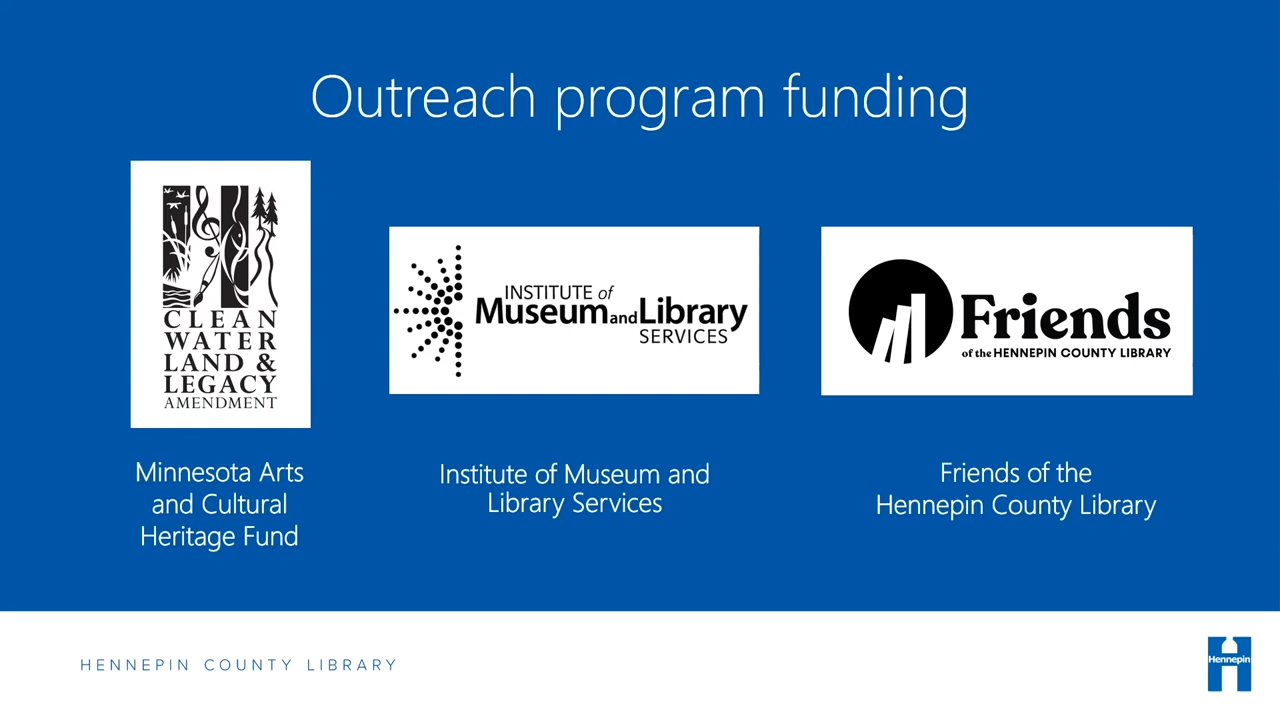 Outreach program funding
CLEAN
WATER
LAND &
LEGACY
AMENDMENT
INSTITUTE of
Museum and Library
SERVICES
Friends
of the HENNEPIN COUNTY LIBRARY
Minnesota Arts
and Cultural
Heritage Fund
Institute of Museum and
Library Services
Friends of the
Hennepin County Library
HENNEPIN COUNTY LIBRARY
Hennepin